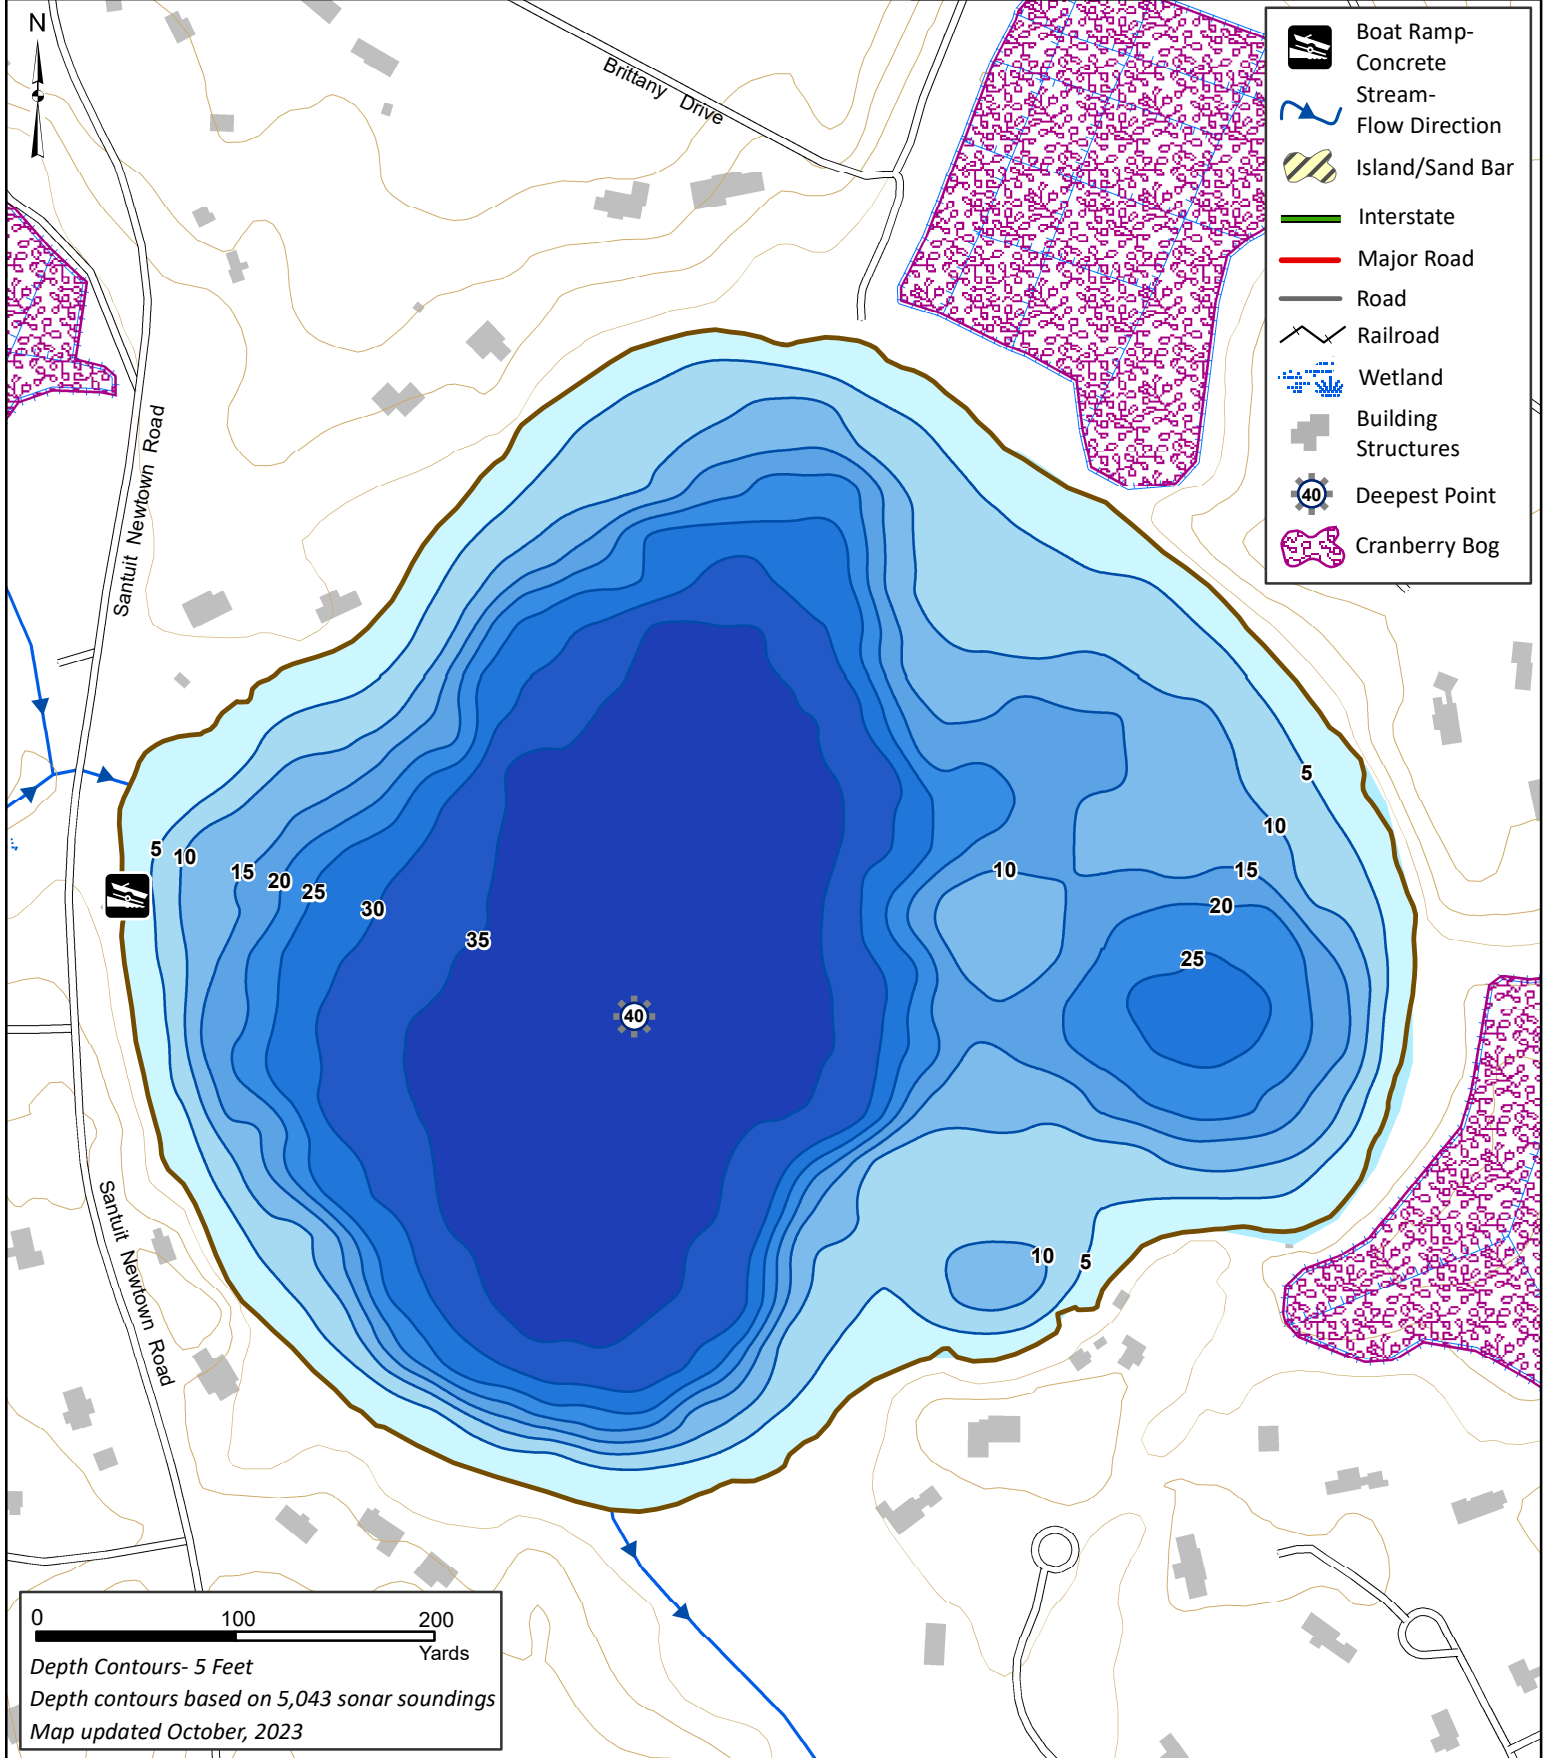 N
Brittany Drive
Boat Ramp-
Concrete
Stream-
Flow Direction
Island/Sand Bar
Interstate
Major Road
Road
Railroad
Wetland
Building
Structures
40
Deepest Point
Cranberry Bog
Santuit Newtown Road
5
10
15
20
25
30
35
40
5
10
15
20
25
10
10
5
Santuit Newtown Road
0 100 200
Yards
Depth Contours- 5 Feet
Depth contours based on 5,043 sonar soundings
Map updated October, 2023